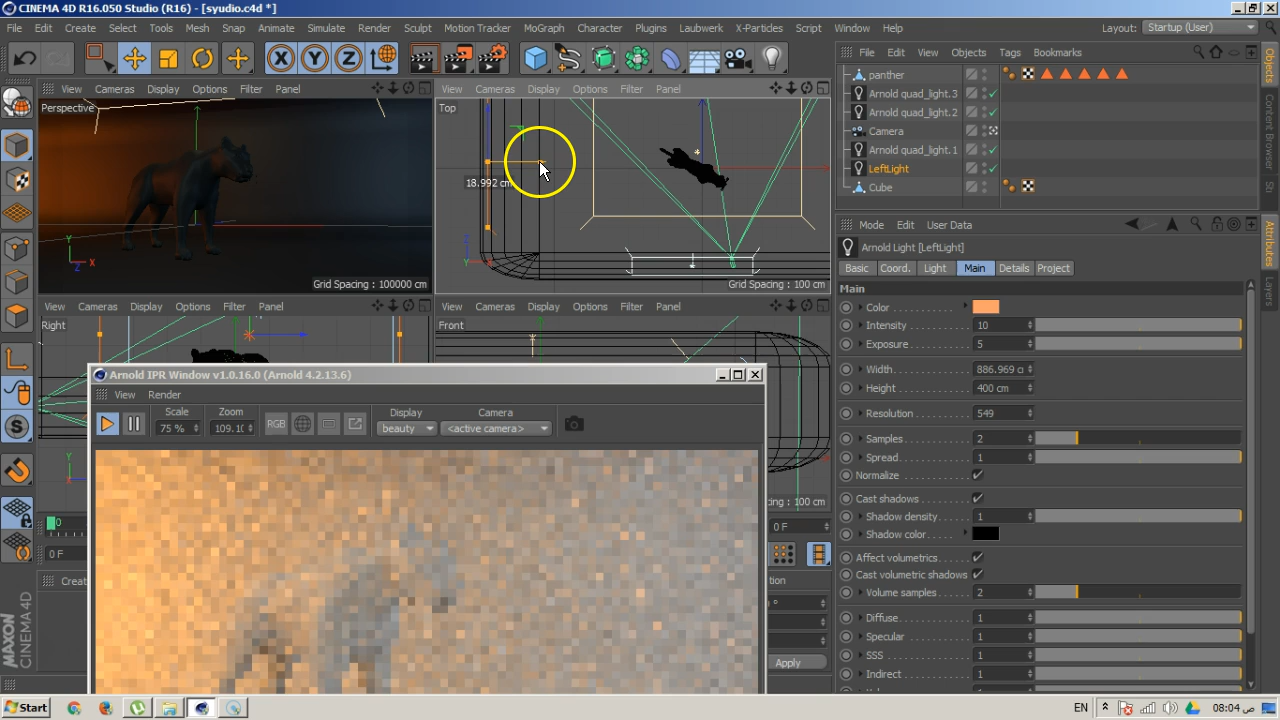 CINEMA 4D R16.050 Studio (R16) - [syudio.c4d *]
File Edit Create Select Tools Mesh Snap Animate Simulate Render Sculpt Motion Tracker MoGraph Character Plugins Laubwerk X-Particles Script Window Help Layout: Startup (User)
X Y Z
File Edit View Objects Tags Bookmarks
panther
Arnold quad_light.3
Arnold quad_light.2
Camera
Arnold quad_light.1
LeftLight
Cube
View Cameras Display Options Filter Panel
Perspective
Grid Spacing : 100000 cm
View Cameras Display Options Filter Panel
Top
18.992 cm
Grid Spacing : 100 cm
View Cameras Display Options Filter Panel
Right
View Cameras Display Options Filter Panel
Front
Mode Edit User Data
Arnold Light [LeftLight]
Basic Coord. Light Main Details Project
Main
Color
Intensity 10
Exposure 5
Width
Height 400 cm
Resolution 549
Samples 2
Spread 1
Normalize
Cast shadows
Shadow density 1
Shadow color
Affect volumetrics
Cast volumetric shadows
Volume samples 2
Diffuse 1
Specular 1
SSS 1
Indirect 1
Arnold IPR Window v1.0.16.0 (Arnold 4.2.13.6)
View Render
Scale Zoom Display Camera
75 % RGB beauty <active camera>
: 100 cm
0
0 F
0 F
Apply
Objects
Content Browser
Attributes
Layers
MAXON
CINEMA 4D
Start
EN
08:04 ص